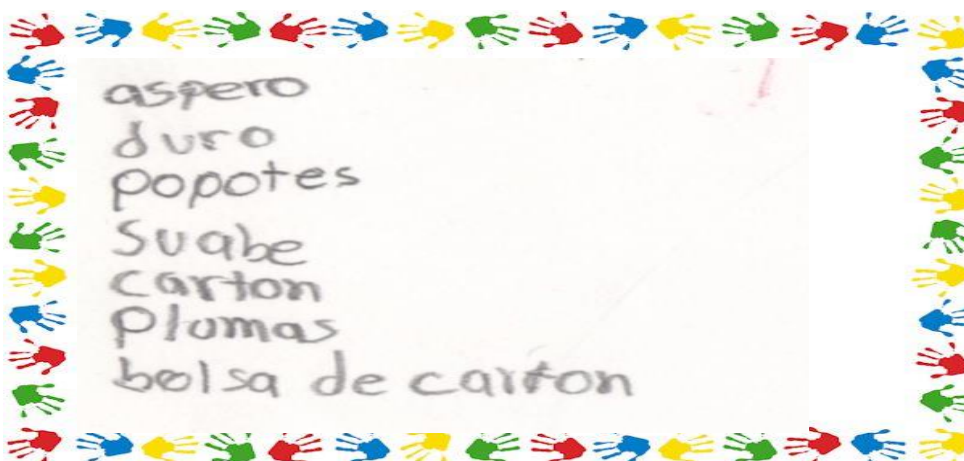 aspero
duro
popotes
Suabe
carton
Plumas
bolsa de carton